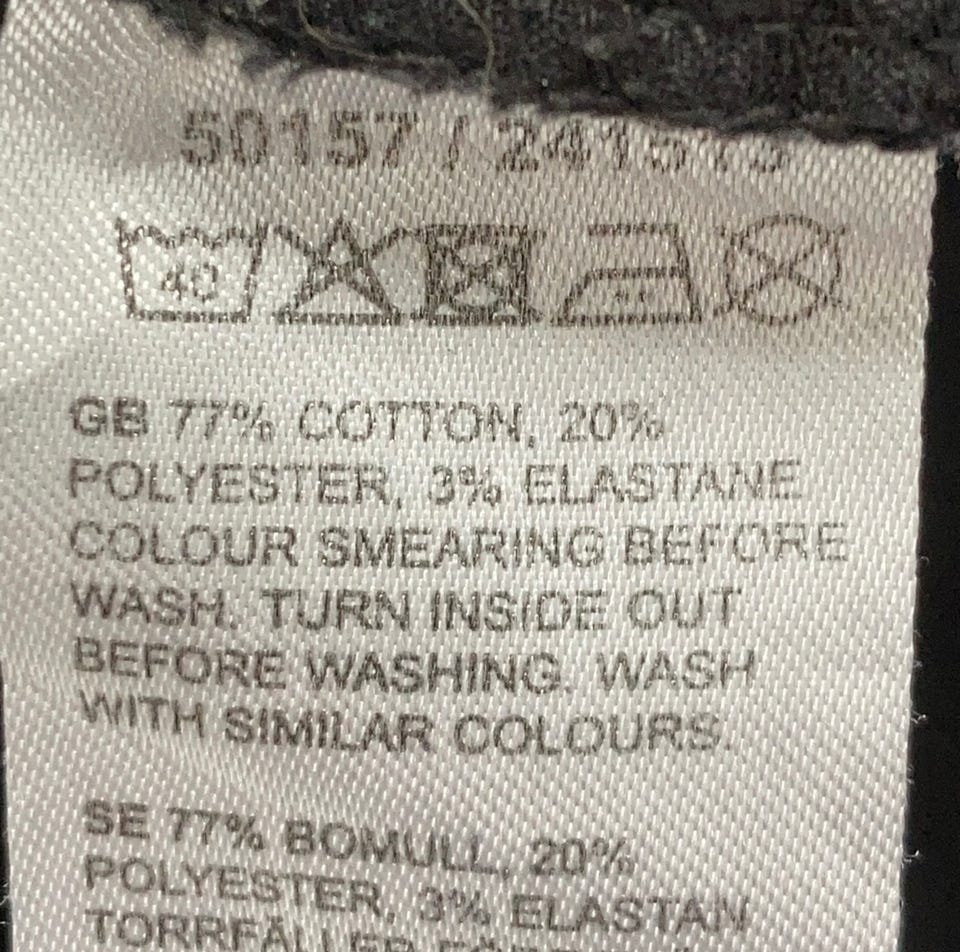 50157 / 241575
40
GB 77% COTTON, 20%
POLYESTER, 3% ELASTANE
COLOUR SMEARING BEFORE
WASH. TURN INSIDE OUT
BEFORE WASHING. WASH
WITH SIMILAR COLOURS.
SE 77% BOMULL, 20%
POLYESTER, 3% ELASTAN